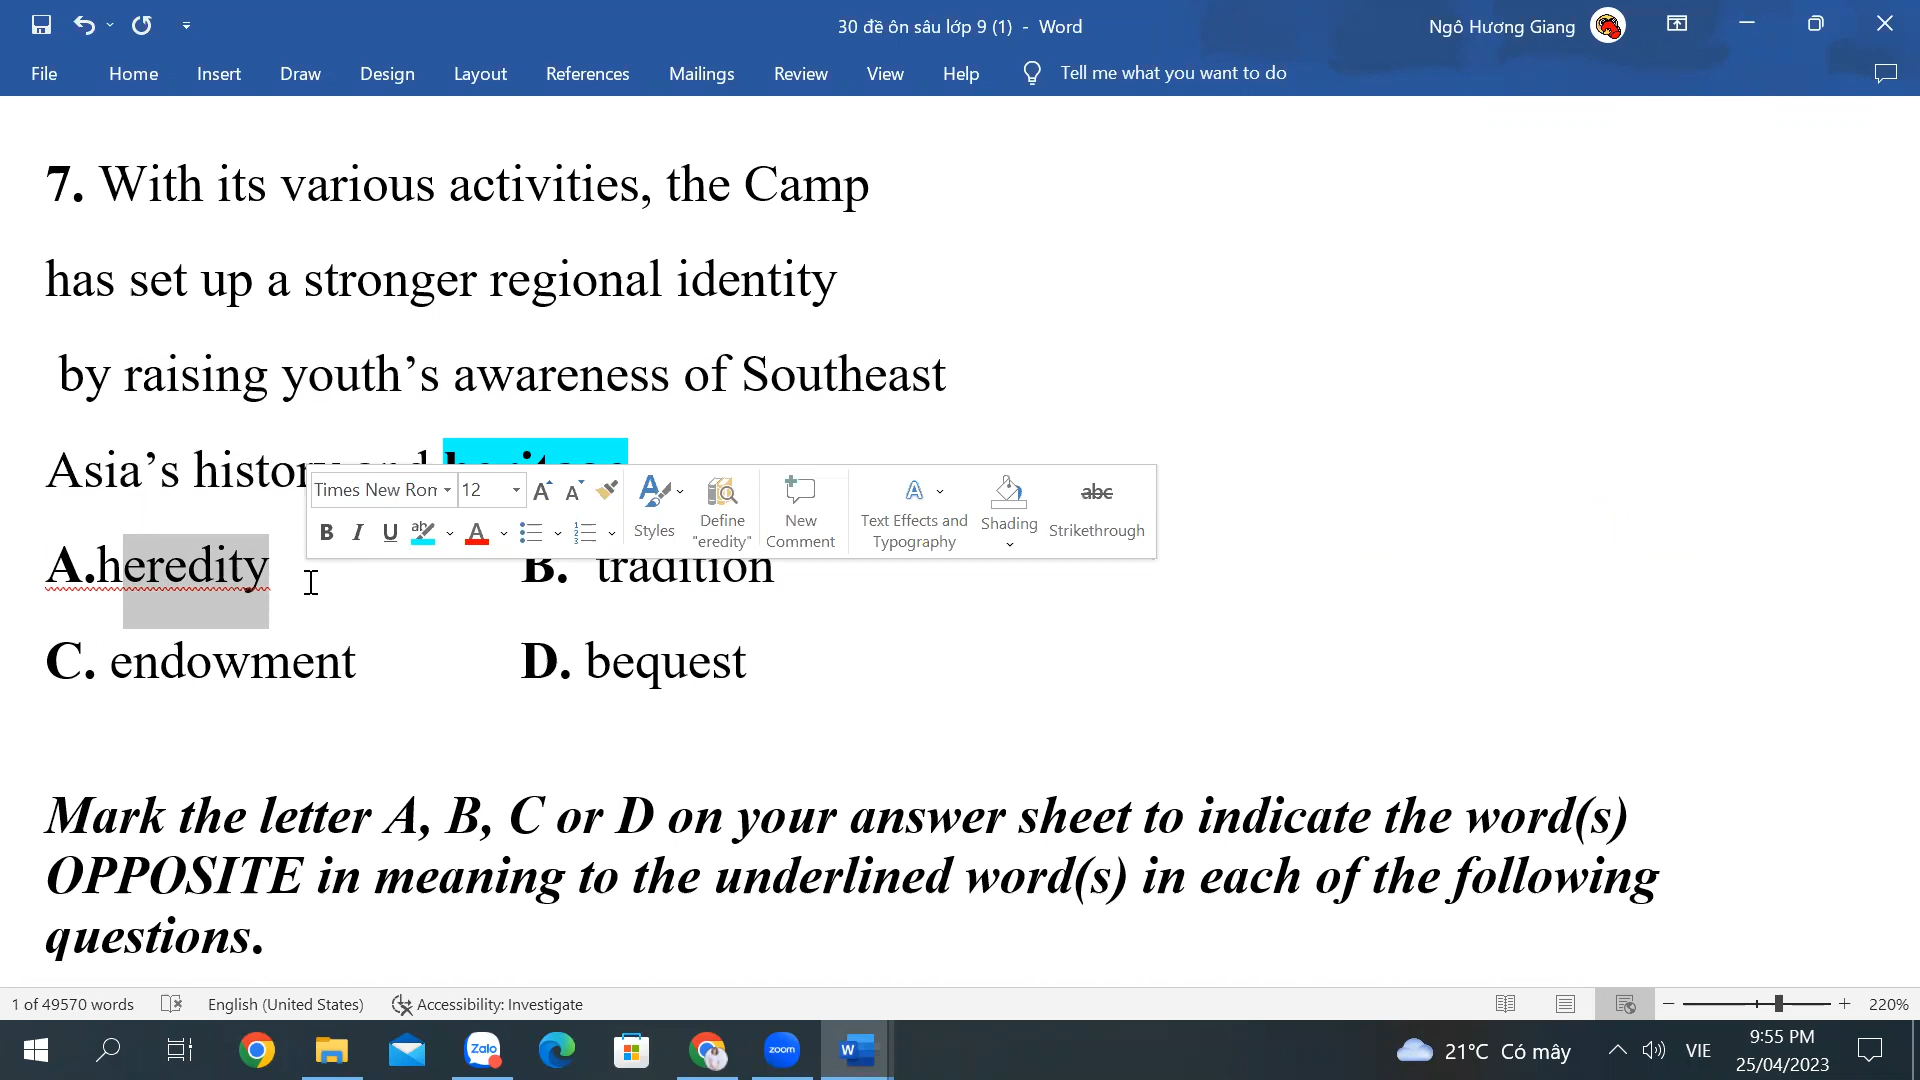 30 đề ôn sâu lớp 9 (1) - Word
Ngô Hương Giang
File Home Insert Draw Design Layout References Mailings Review View Help Tell me what you want to do
7. With its various activities, the Camp
has set up a stronger regional identity
by raising youth’s awareness of Southeast
Asia’s history and heritage
Times New Ron 12
Styles
Define "eredity"
New Comment
Text Effects and Typography
Shading
abc
Strikethrough
B I U ab A
A.heredity B. tradition
C. endowment D. bequest
Mark the letter A, B, C or D on your answer sheet to indicate the word(s)
OPPOSITE in meaning to the underlined word(s) in each of the following
questions.
1 of 49570 words English (United States) Accessibility: Investigate 220%
Zalo
zoom
W
21°C Có mây
VIE
9:55 PM
25/04/2023